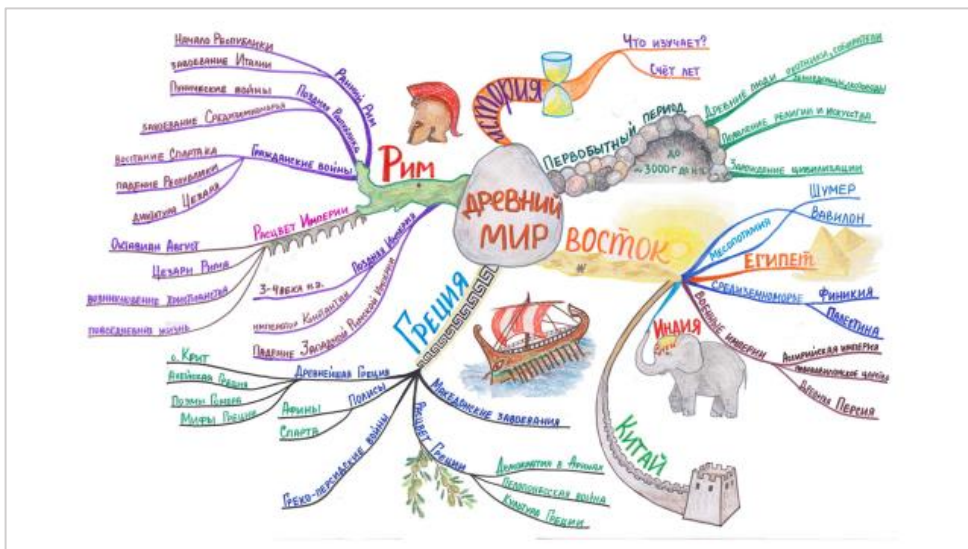 ДРЕВНИЙ
МИР
ИСТОРИЯ
ЧТО ИЗУЧАЕТ?
СЧЁТ ЛЕТ
ПЕРВОБЫТНЫЙ ПЕРИОД
ДО
≈ 3000 Г ДО Н.Э.
ДРЕВНИЕ ЛЮДИ
ОХОТНИКИ, СОБИРАТЕЛИ
ПОЯВЛЕНИЕ РЕЛИГИИ И ИСКУССТВА
ЗАРОЖДЕНИЕ ЦИВИЛИЗАЦИИ
ВОСТОК
МЕСОПОТАМИЯ
ШУМЕР
ВАВИЛОН
ЕГИПЕТ
СРЕДИЗЕМНОМОРЬЕ
ФИНИКИЯ
ПАЛЕСТИНА
ВОЕННЫЕ ИМПЕРИИ
АССИРИЙСКАЯ ИМПЕРИЯ
ДРЕВНЯЯ ПЕРСИЯ
ИНДИЯ
КИТАЙ
ГРЕЦИЯ
МАКЕДОНСКИЕ ЗАВОЕВАНИЯ
РАСЦВЕТ ГРЕЦИИ
ДЕМОКРАТИЯ В АФИНАХ
ПЕЛОПОНЕССКАЯ ВОЙНА
КУЛЬТУРА ГРЕЦИИ
ГРЕКО-ПЕРСИДСКИЕ ВОЙНЫ
ПОЛИСЫ
АФИНЫ
СПАРТА
ДРЕВНЕЙШАЯ ГРЕЦИЯ
О. КРИТ
АХЕЙСКАЯ ГРЕЦИЯ
ПОЭМЫ ГОМЕРА
МИФЫ ГРЕЦИИ
РИМ
РАННИЙ РИМ
НАЧАЛО РЕСПУБЛИКИ
ЗАВОЕВАНИЕ ИТАЛИИ
ПОЗДНЯЯ РЕСПУБЛИКА
ПУНИЧЕСКИЕ ВОЙНЫ
ЗАВОЕВАНИЕ СРЕДИЗЕМНОМОРЬЯ
ГРАЖДАНСКИЕ ВОЙНЫ
ВОССТАНИЕ СПАРТАКА
ПАДЕНИЕ РЕСПУБЛИКИ
ДИКТАТУРА ЦЕЗАРЯ
РАСЦВЕТ ИМПЕРИИ
ОКТАВИАН АВГУСТ
ЦЕЗАРИ РИМА
ВОЗНИКНОВЕНИЕ ХРИСТИАНСТВА
ПОВСЕДНЕВНАЯ ЖИЗНЬ
ПОЗДНЯЯ ИМПЕРИЯ
3-4 ВЕКА Н.Э.
ИМПЕРАТОР КОНСТАНТИН
ПАДЕНИЕ ЗАПАДНОЙ РИМСКОЙ ИМПЕРИИ